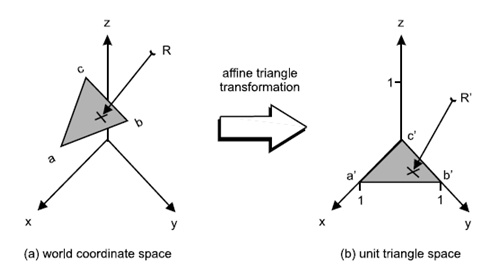 z
R
c
b
a
x
y
(a) world coordinate space
affine triangle
transformation
z
1
R'
c'
a'
b'
1
1
x
y
(b) unit triangle space